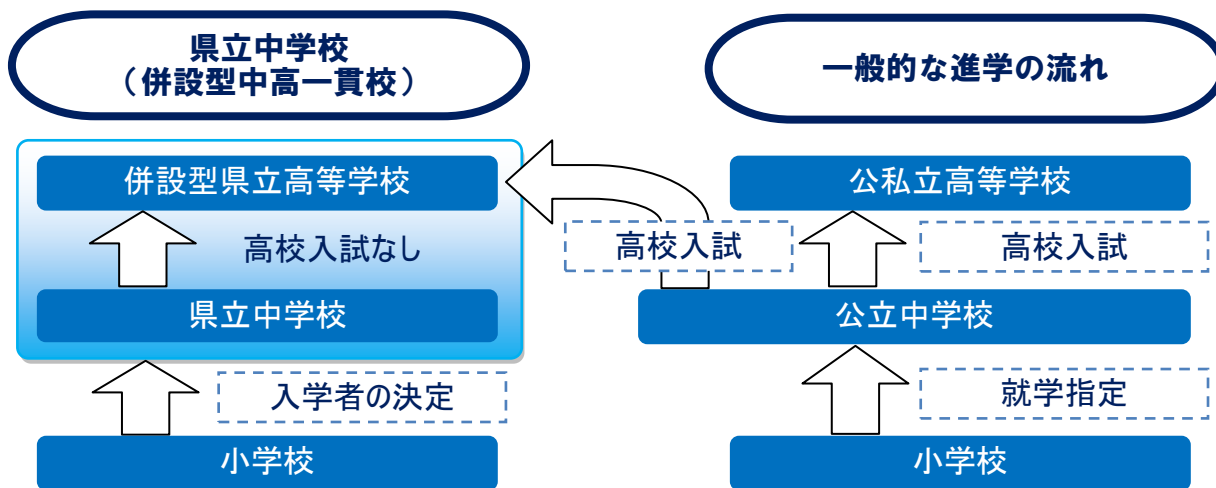 県立中学校
（併設型中高一貫校）
一般的な進学の流れ
併設型県立高等学校
高校入試なし
県立中学校
入学者の決定
小学校
公私立高等学校
高校入試
高校入試
公立中学校
就学指定
小学校